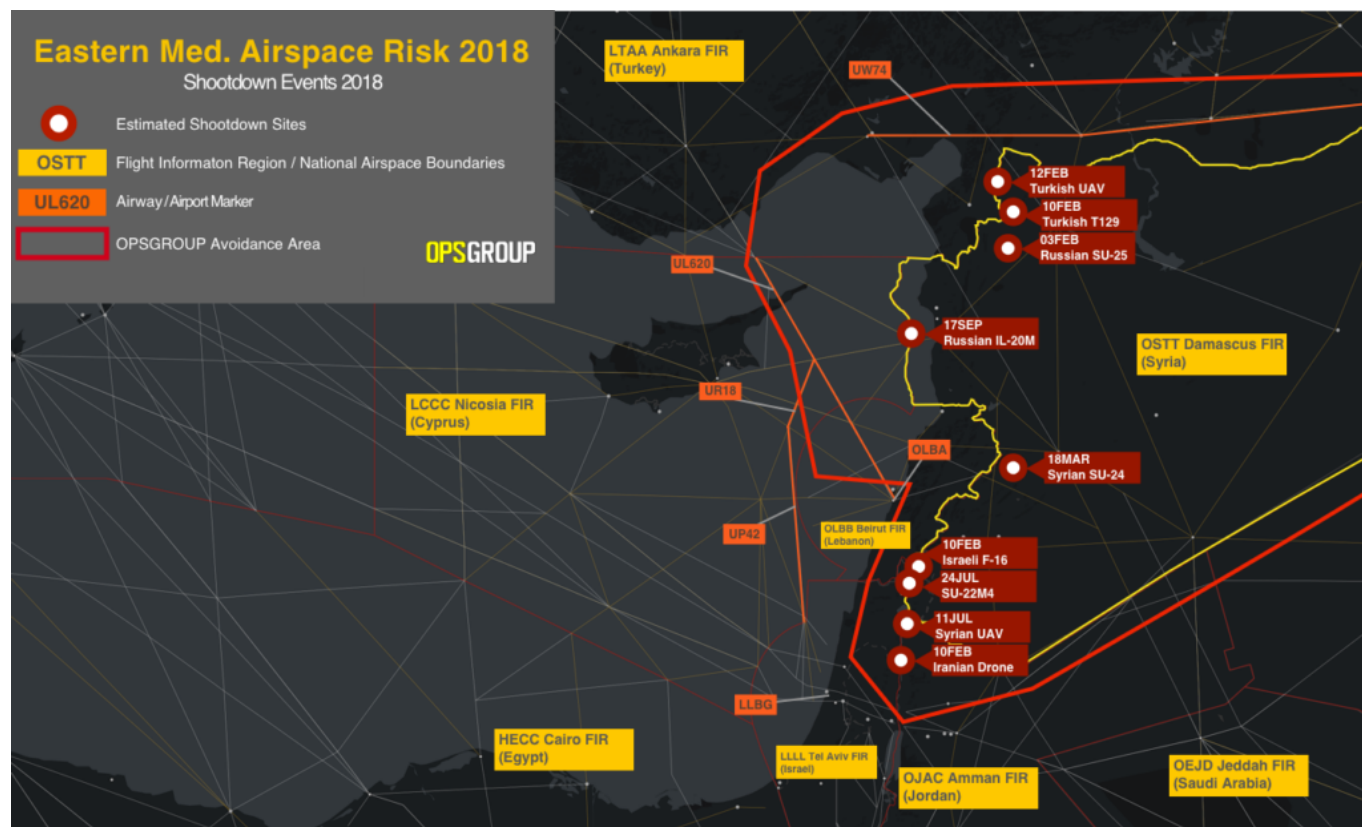 Eastern Med. Airspace Risk 2018
Shootdown Events 2018
Estimated Shootdown Sites
OSTT
Flight Informaton Region / National Airspace Boundaries
UL620
Airway/Airport Marker
OPSGROUP Avoidance Area
OPSGROUP
LTAA Ankara FIR
(Turkey)
UW74
12FEB
Turkish UAV
10FEB
Turkish T129
03FEB
Russian SU-25
UL620
17SEP
Russian IL-20M
OSTT Damascus FIR
(Syria)
UR18
LCCC Nicosia FIR
(Cyprus)
OLBA
18MAR
Syrian SU-24
UP42
OLBB Beirut FIR
(Lebanon)
10FEB
Israeli F-16
24JUL
SU-22M4
11JUL
Syrian UAV
10FEB
Iranian Drone
LLBG
HECC Cairo FIR
(Egypt)
LLLL Tel Aviv FIR
(Israel)
OJAC Amman FIR
(Jordan)
OEJD Jeddah FIR
(Saudi Arabia)